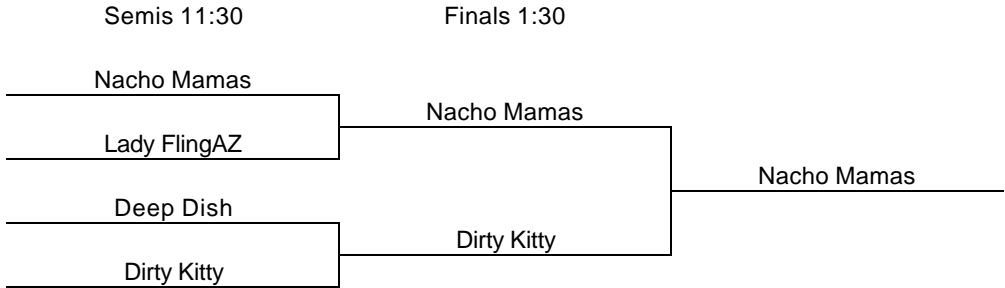 Semis 11:30
Finals 1:30
Nacho Mamas
Nacho Mamas
Lady FlingAZ
Nacho Mamas
Deep Dish
Dirty Kitty
Dirty Kitty